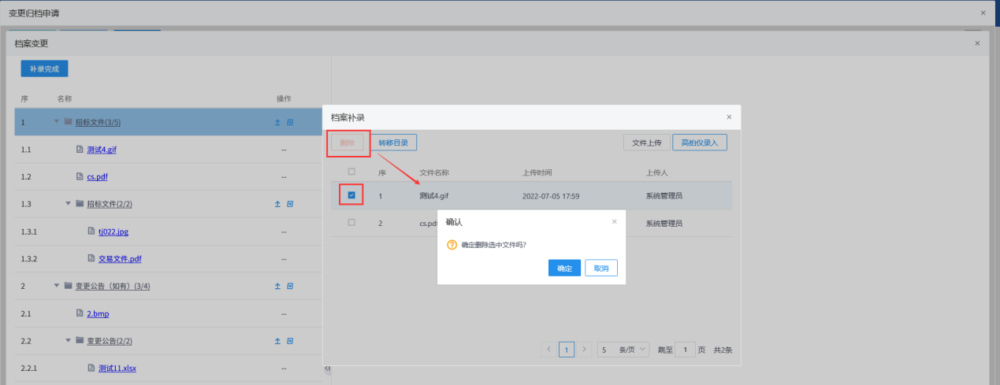 变更归档申请
档案变更
补录完成
序 名称 操作
1 招标文件(3/5)
1.1 测试4.gif --
1.2 cs.pdf --
1.3 招标文件(2/2)
1.3.1 tj022.jpg --
1.3.2 交易文件.pdf --
2 变更公告（如有）(3/4)
2.1 2.bmp --
2.2 变更公告(2/2)
2.2.1 测试11.xlsx --
档案补录
删除 转移目录 文件上传 高拍仪录入
序 文件名称 上传时间 上传人
1 测试4.gif 2022-07-05 17:59 系统管理员
2 cs.pdf 系统管理员
确认
确定删除选中文件吗?
确定 取消
1 5 条/页 跳至 1 页 共2条